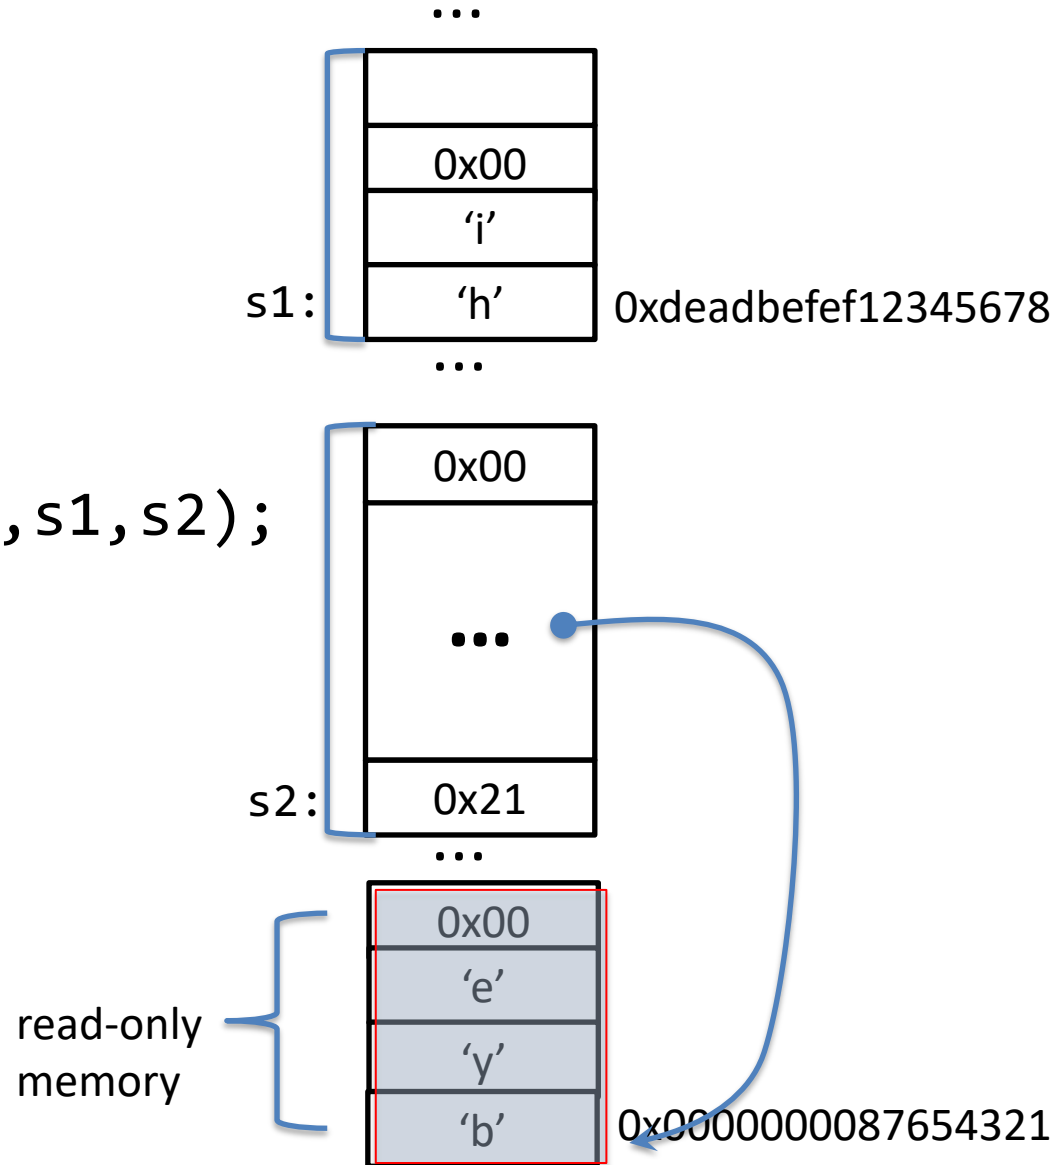 ...
0x00
‘i’
s1:
‘h’
0xdeadbefef12345678
...
0x00
,s1,s2);
...
s2:
0x21
...
0x00
‘e’
read-only
memory
‘y’
‘b’
0x0000000087654321